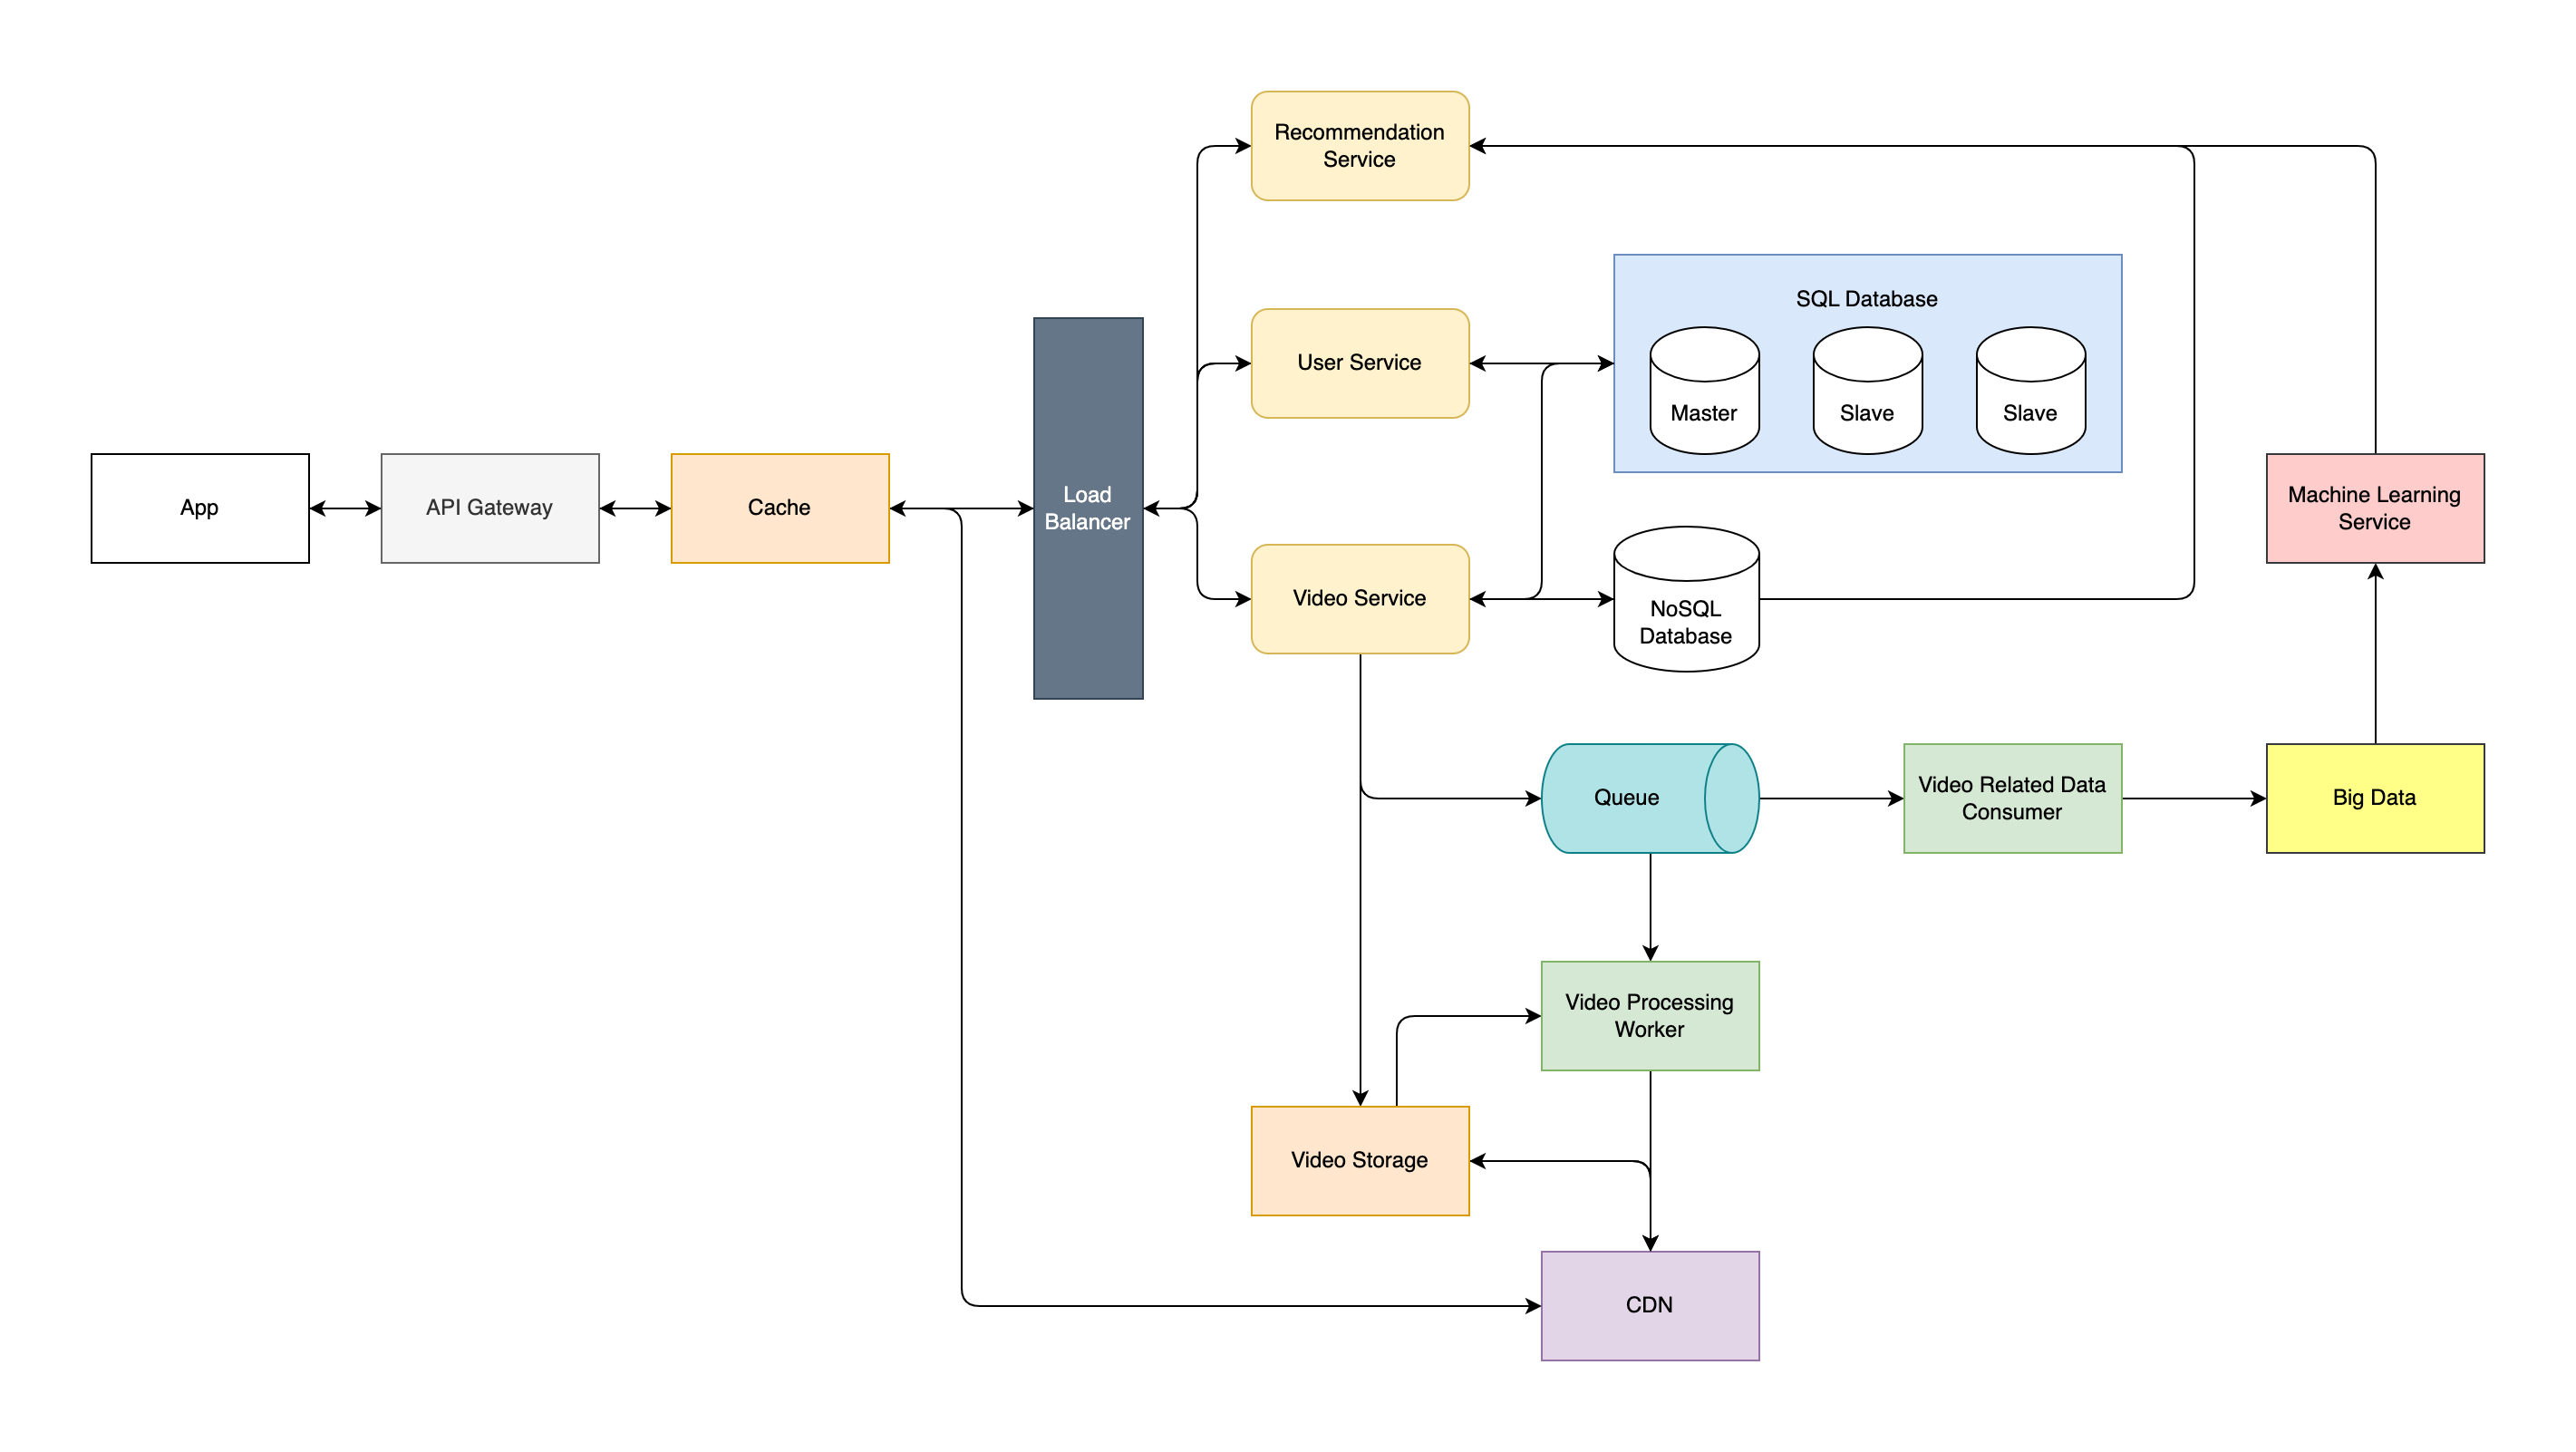 Recommendation
Service
SQL Database
User Service
Master
Slave
Slave
App
API Gateway
Cache
Load
Balancer
Machine Learning
Service
Video Service
NoSQL
Database
Queue
Video Related Data
Consumer
Big Data
Video Processing
Worker
Video Storage
CDN